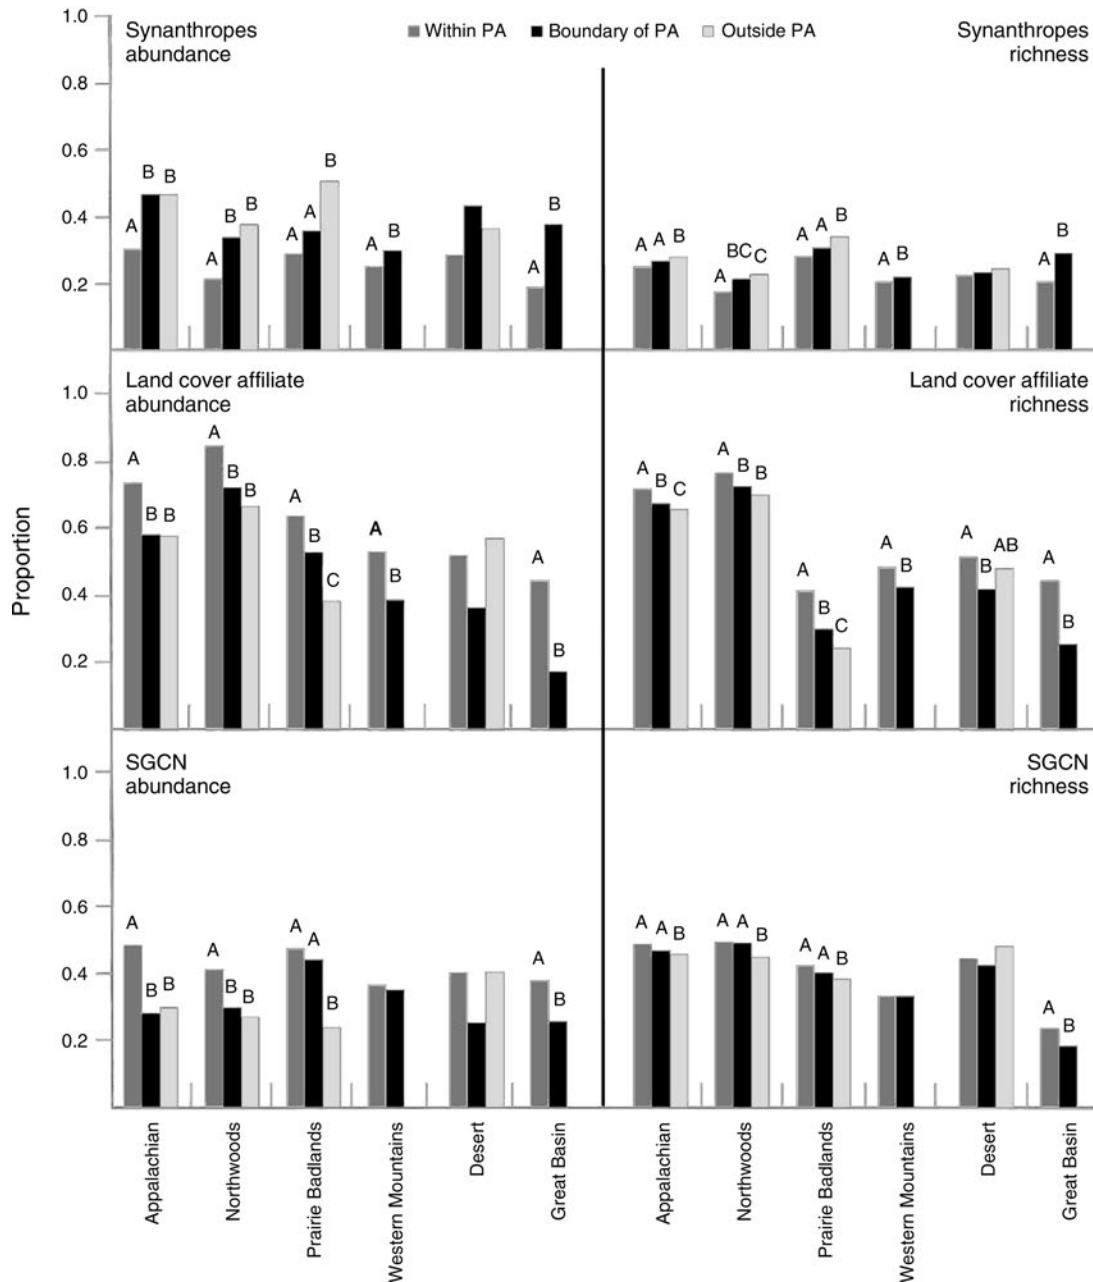 Synanthropes
abundance
Within PA
Boundary of PA
Outside PA
Synanthropes
richness
1.0
0.8
0.6
0.4
0.2
A B B
A B B
A A B
A B
A B
A A B
A BC C
A A B
A B
A B
Land cover affiliate
abundance
Land cover affiliate
richness
1.0
0.8
0.6
0.4
0.2
A B B
A B B
A B C
A B
A B
A B C
A B B
A B C
A B
A B AB
A B
Proportion
SGCN
abundance
SGCN
richness
1.0
0.8
0.6
0.4
0.2
A B B
A B B
A A B
A B
A A B
A A B
A A B
A B
Appalachian
Northwoods
Prairie Badlands
Western Mountains
Desert
Great Basin
Appalachian
Northwoods
Prairie Badlands
Western Mountains
Desert
Great Basin